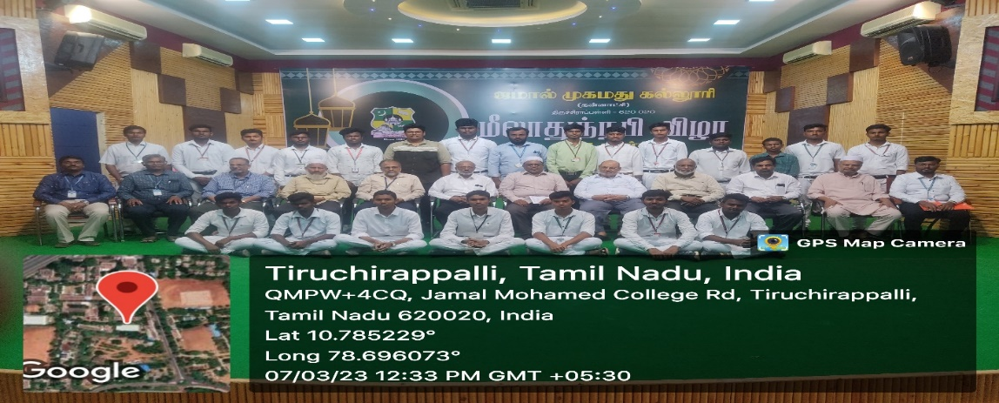 ஜமால் முகமது கல்லூரி
(தன்னாட்சி)
திருச்சிராப்பள்ளி - 620 020
மீலாதுந்நபி விழா
GPS Map Camera
Tiruchirappalli, Tamil Nadu, India
QMPW+4CQ, Jamal Mohamed College Rd, Tiruchirappalli,
Tamil Nadu 620020, India
Lat 10.785229°
Long 78.696073°
07/03/23 12:33 PM GMT +05:30
Google